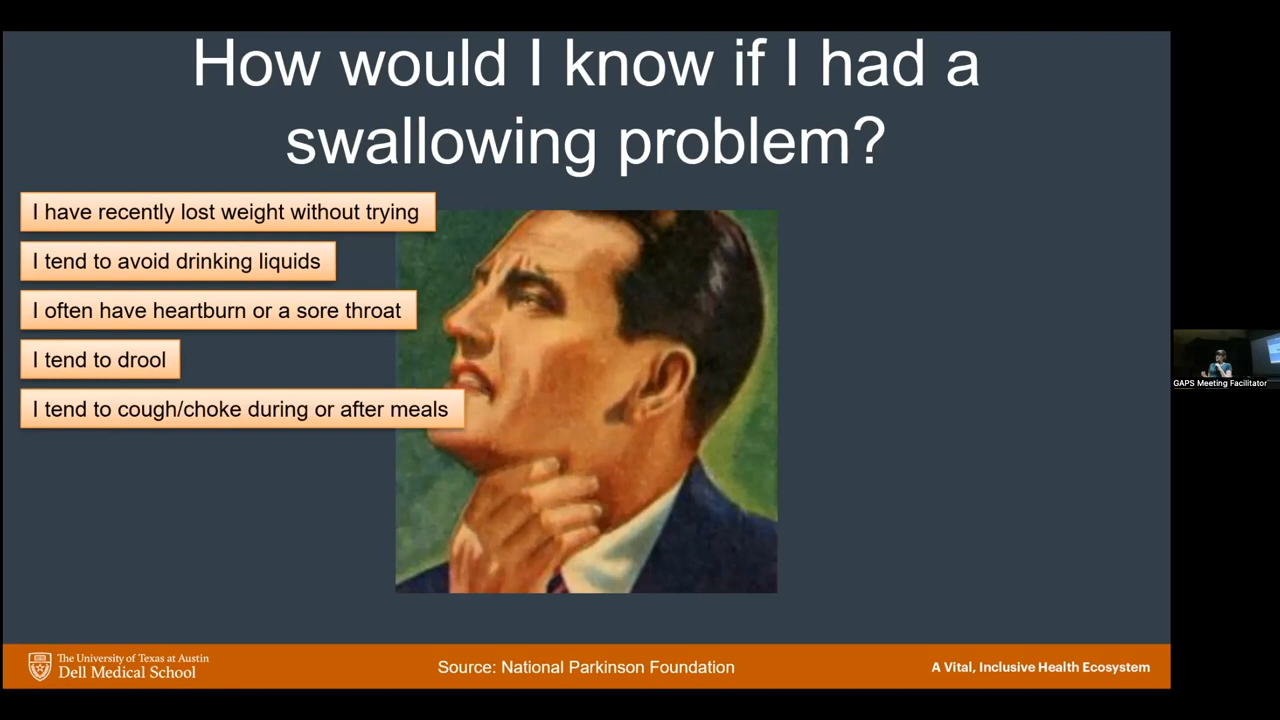 How would I know if I had a
swallowing problem?
I have recently lost weight without trying
I tend to avoid drinking liquids
I often have heartburn or a sore throat
I tend to drool
I tend to cough/choke during or after meals
GAPS Meeting Facilitator
The University of Texas at Austin
Dell Medical School
Source: National Parkinson Foundation
A Vital, Inclusive Health Ecosystem